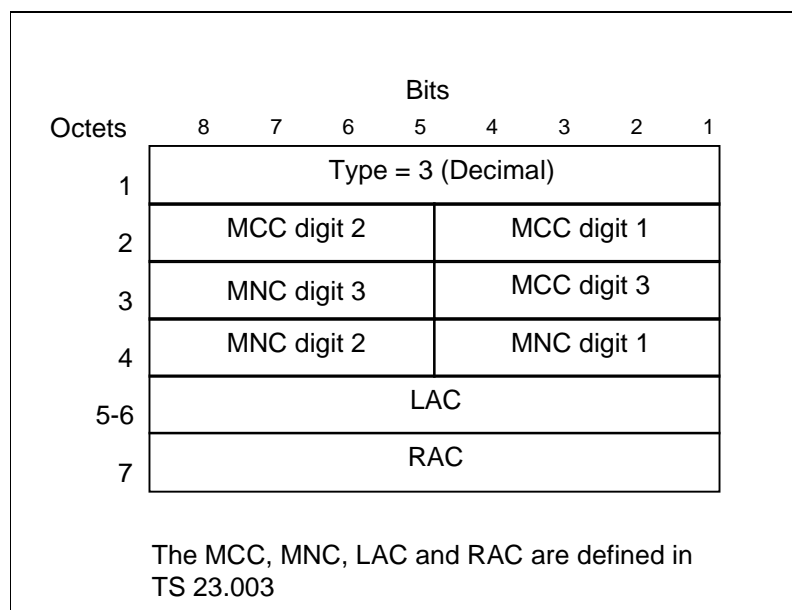 Bits
Octets 8 7 6 5 4 3 2 1
1 Type = 3 (Decimal)
2 MCC digit 2 MCC digit 1
3 MNC digit 3 MCC digit 3
4 MNC digit 2 MNC digit 1
5-6 LAC
7 RAC
The MCC, MNC, LAC and RAC are defined in
TS 23.003